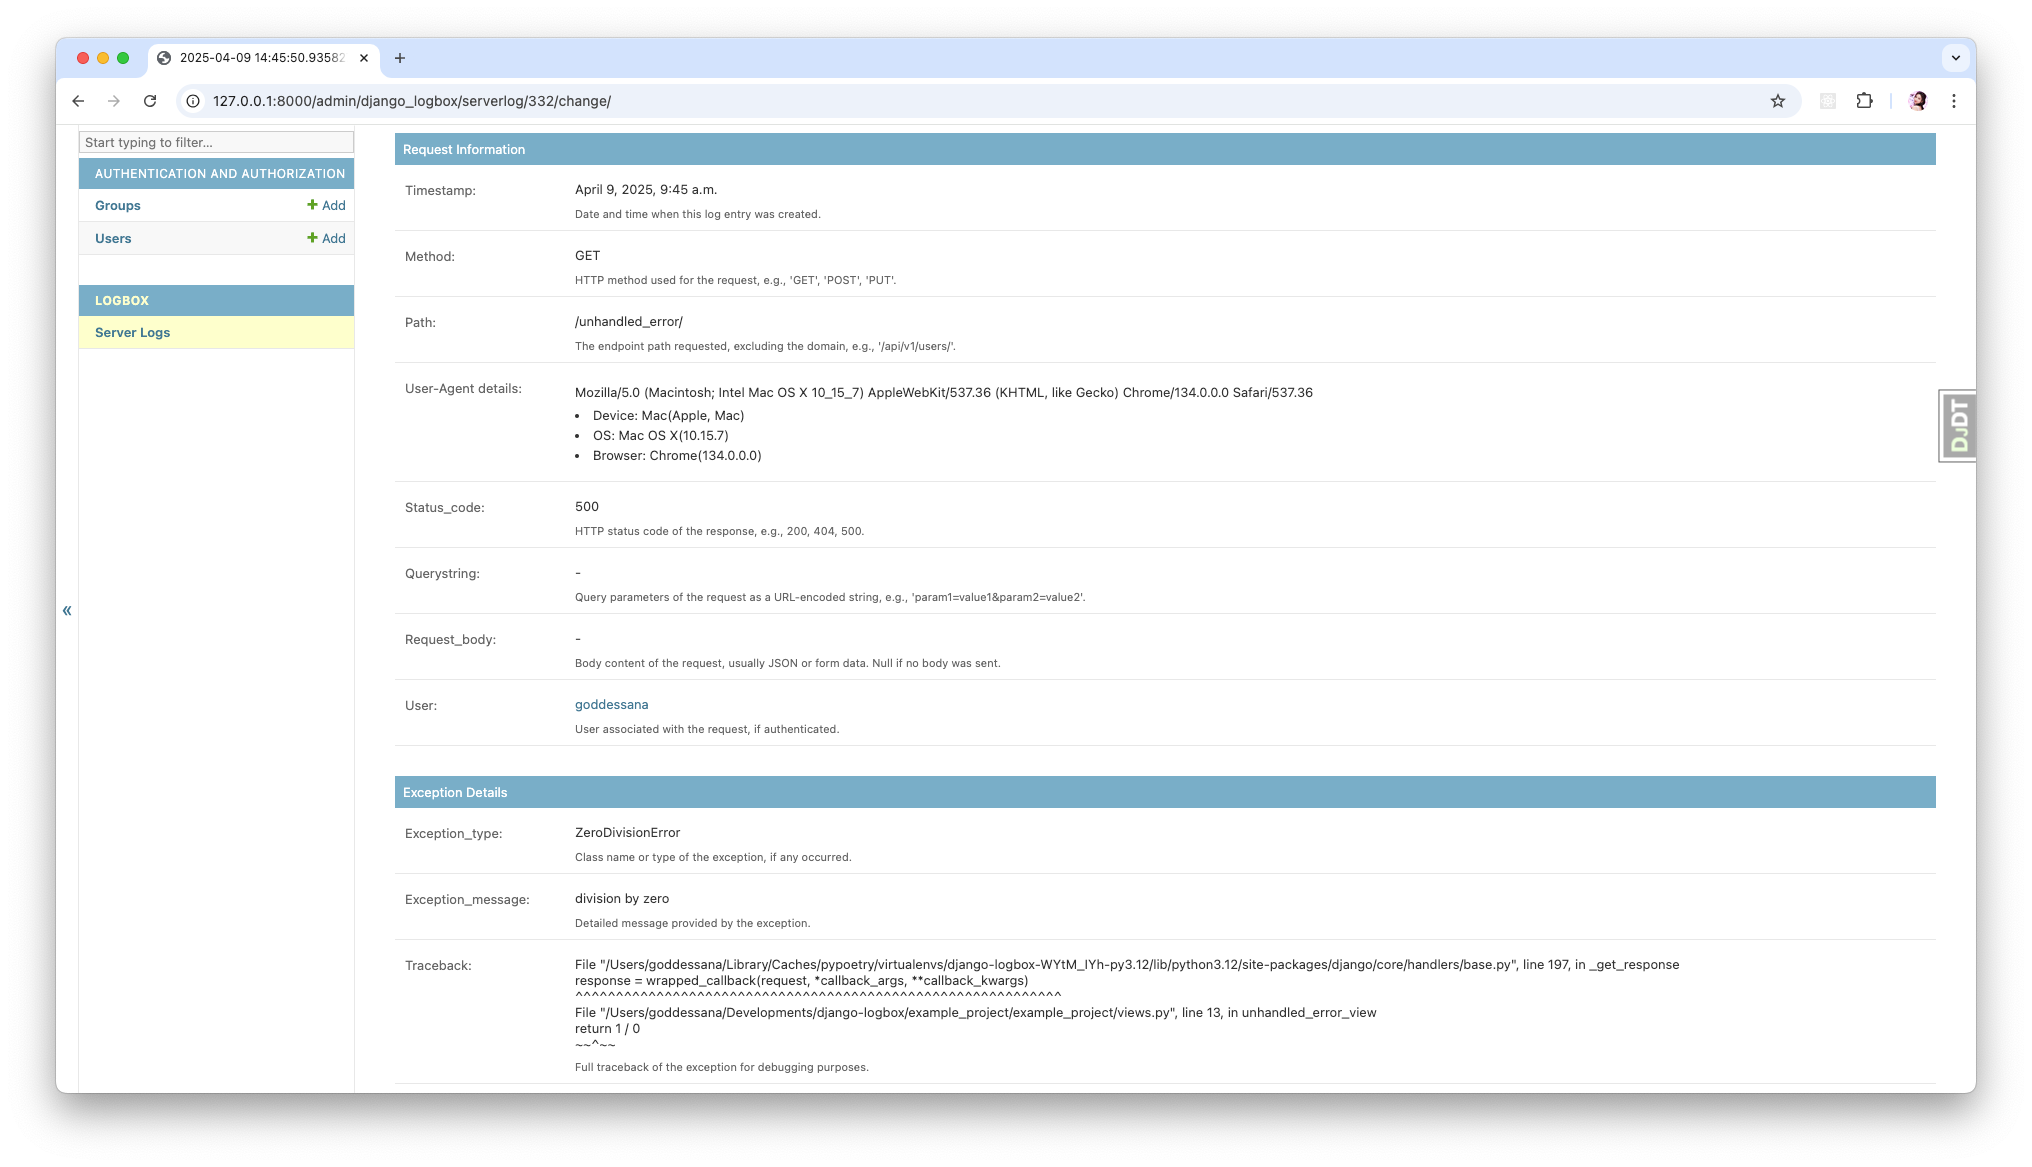 2025-04-09 14:45:50.93582
127.0.0.1:8000/admin/django_logbox/serverlog/332/change/
Start typing to filter...
AUTHENTICATION AND AUTHORIZATION
Groups
Add
Users
Add
LOGBOX
Server Logs
«
Request Information
Timestamp:
April 9, 2025, 9:45 a.m.
Date and time when this log entry was created.
Method:
GET
HTTP method used for the request, e.g., 'GET', 'POST', 'PUT'.
Path:
/unhandled_error/
The endpoint path requested, excluding the domain, e.g., '/api/v1/users/'.
User-Agent details:
Mozilla/5.0 (Macintosh; Intel Mac OS X 10_15_7) AppleWebKit/537.36 (KHTML, like Gecko) Chrome/134.0.0.0 Safari/537.36
• Device: Mac(Apple, Mac)
• OS: Mac OS X(10.15.7)
• Browser: Chrome(134.0.0.0)
Status_code:
500
HTTP status code of the response, e.g., 200, 404, 500.
Querystring:
-
Query parameters of the request as a URL-encoded string, e.g., 'param1=value1&param2=value2'.
Request_body:
-
Body content of the request, usually JSON or form data. Null if no body was sent.
User:
goddessana
User associated with the request, if authenticated.
Exception Details
Exception_type:
ZeroDivisionError
Class name or type of the exception, if any occurred.
Exception_message:
division by zero
Detailed message provided by the exception.
Traceback:
File "/Users/goddessana/Library/Caches/pypoetry/virtualenvs/django-logbox-WYtM_IYh-py3.12/lib/python3.12/site-packages/django/core/handlers/base.py", line 197, in _get_response
response = wrapped_callback(request, *callback_args, **callback_kwargs)
^^^^^^^^^^^^^^^^^^^^^^^^^^^^^^^^^^^^^^^^^^^^^^^^^^^^^^^^^^^^
File "/Users/goddessana/Developments/django-logbox/example_project/example_project/views.py", line 13, in unhandled_error_view
return 1 / 0
~~^~~
Full traceback of the exception for debugging purposes.
DJDT